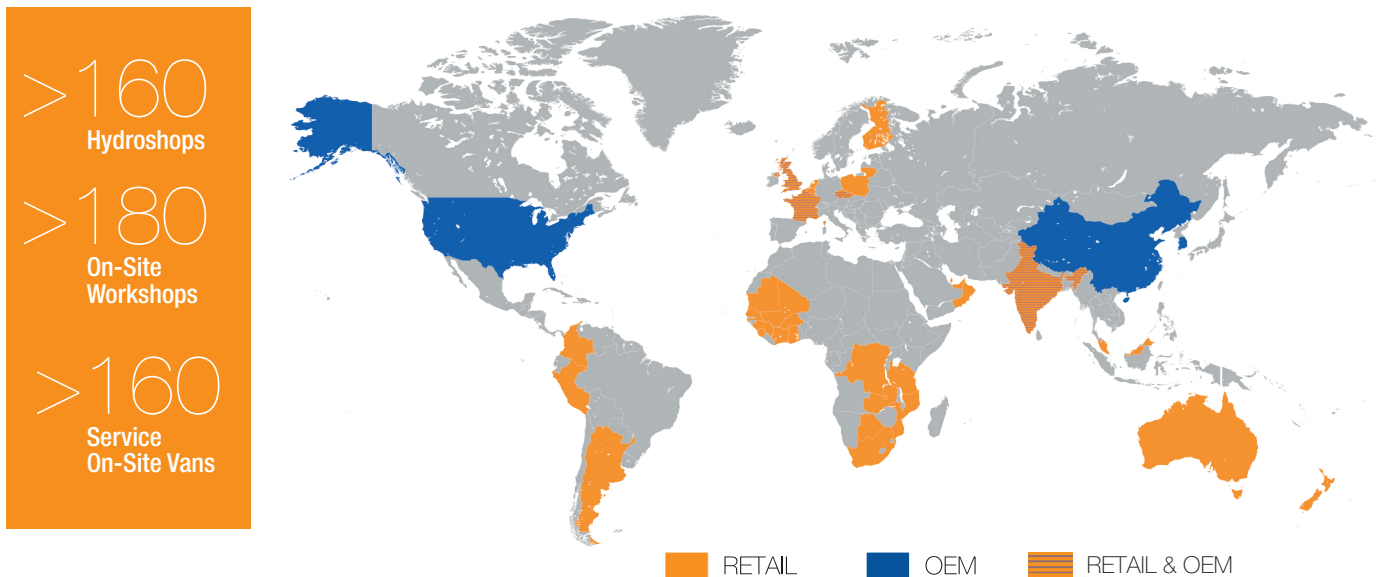 >160
Hydroshops
>180
On-Site
Workshops
>160
Service
On-Site Vans
RETAIL
OEM
RETAIL & OEM